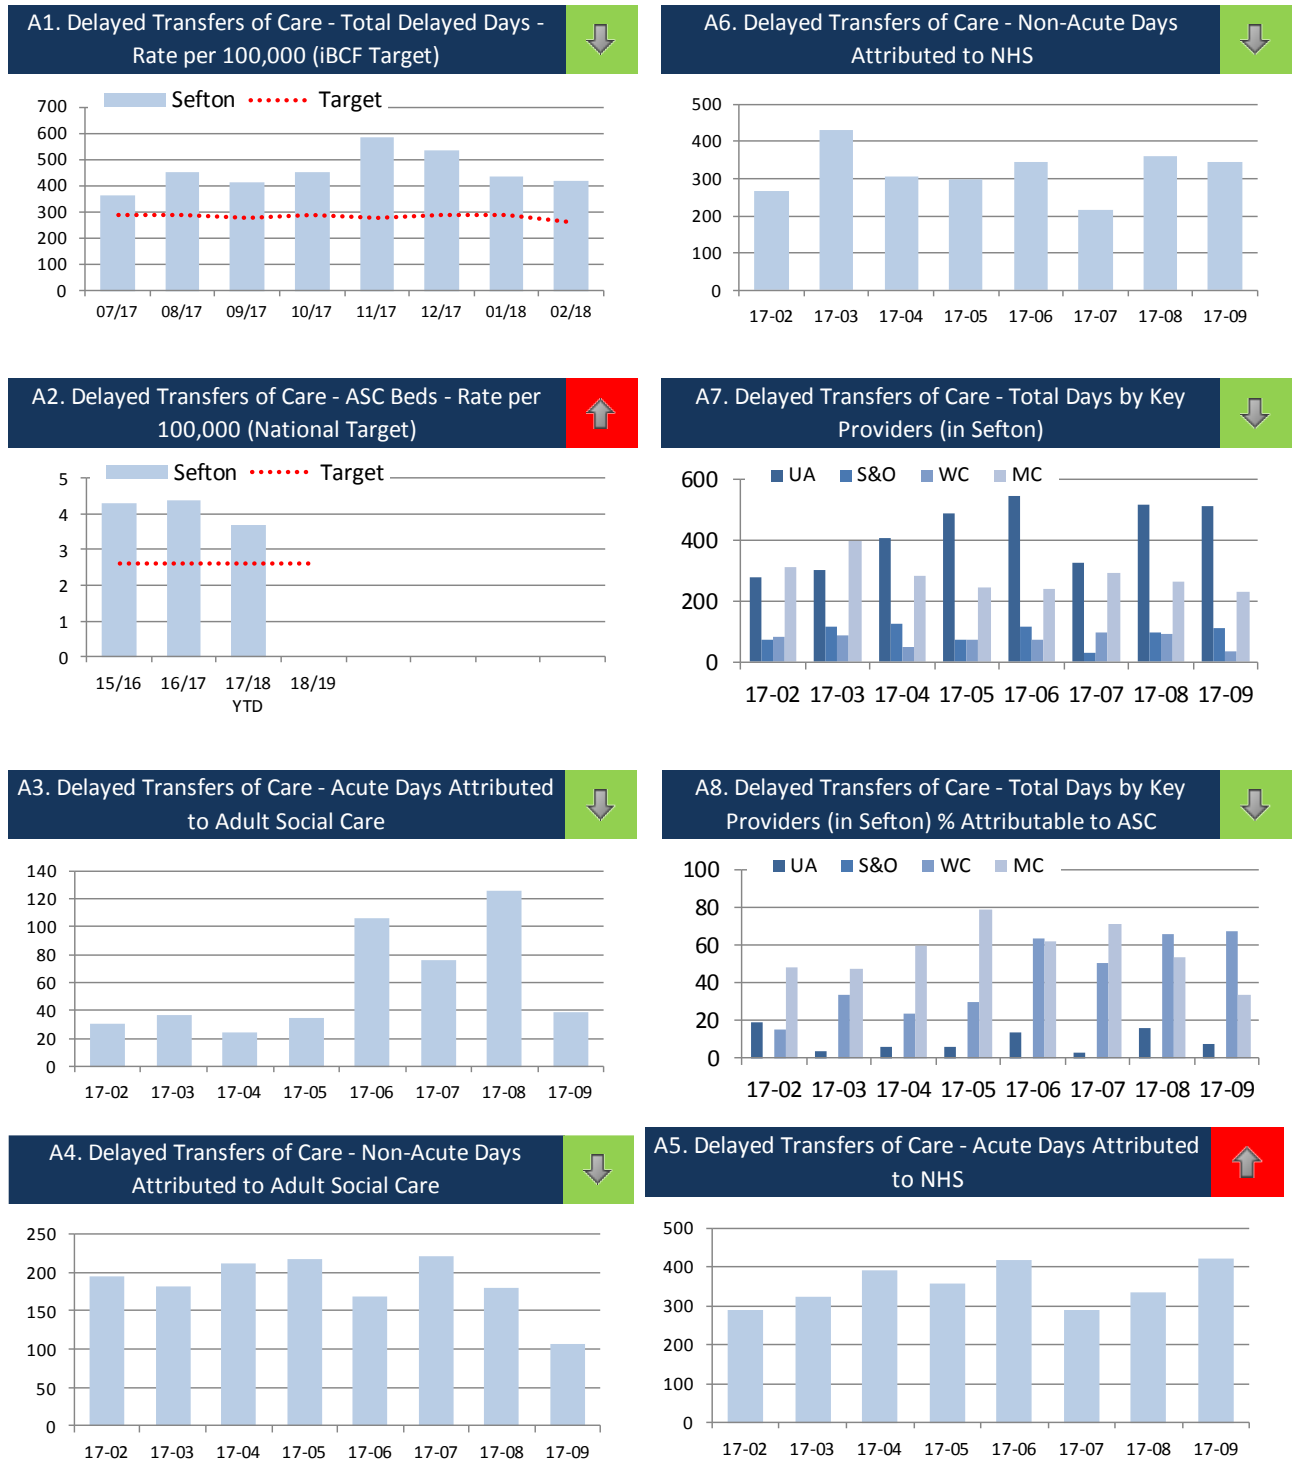 A1. Delayed Transfers of Care - Total Delayed Days -
Rate per 100,000 (iBCF Target)
Sefton
Target
700
600
500
400
300
200
100
0
07/17 08/17 09/17 10/17 11/17 12/17 01/18 02/18
A6. Delayed Transfers of Care - Non-Acute Days
Attributed to NHS
500
400
300
200
100
0
17-02 17-03 17-04 17-05 17-06 17-07 17-08 17-09
A2. Delayed Transfers of Care - ASC Beds - Rate per
100,000 (National Target)
Sefton
Target
5
4
3
2
1
0
15/16 16/17 17/18 18/19
YTD
A7. Delayed Transfers of Care - Total Days by Key
Providers (in Sefton)
UA S&O WC MC
600
400
200
0
17-02 17-03 17-04 17-05 17-06 17-07 17-08 17-09
A3. Delayed Transfers of Care - Acute Days Attributed
to Adult Social Care
140
120
100
80
60
40
20
0
17-02 17-03 17-04 17-05 17-06 17-07 17-08 17-09
A8. Delayed Transfers of Care - Total Days by Key
Providers (in Sefton) % Attributable to ASC
UA S&O WC MC
100
80
60
40
20
0
17-02 17-03 17-04 17-05 17-06 17-07 17-08 17-09
A4. Delayed Transfers of Care - Non-Acute Days
Attributed to Adult Social Care
250
200
150
100
50
0
17-02 17-03 17-04 17-05 17-06 17-07 17-08 17-09
A5. Delayed Transfers of Care - Acute Days Attributed
to NHS
500
400
300
200
100
0
17-02 17-03 17-04 17-05 17-06 17-07 17-08 17-09